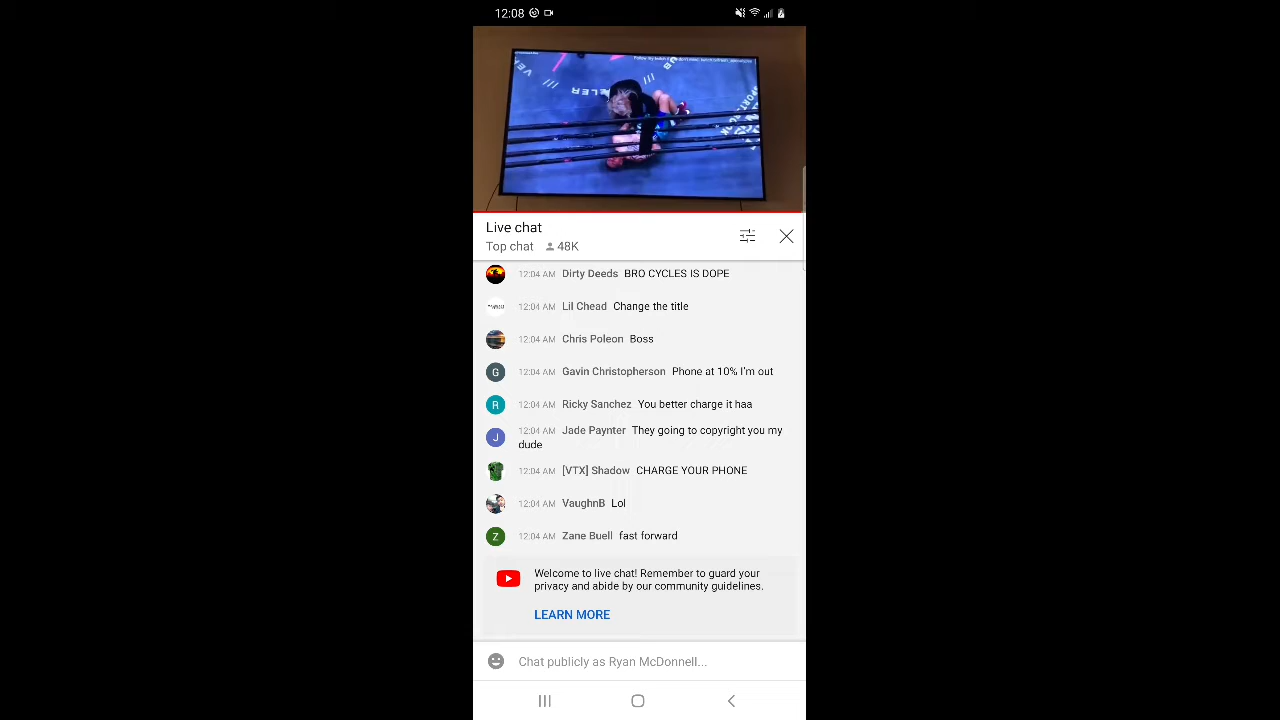 12:08
Live chat
Top chat 48K
12:04 AM Dirty Deeds BRO CYCLES IS DOPE
12:04 AM Lil Chead Change the title
12:04 AM Chris Poleon Boss
G 12:04 AM Gavin Christopherson Phone at 10% I'm out
R 12:04 AM Ricky Sanchez You better charge it haa
J 12:04 AM Jade Paynter They going to copyright you my
dude
12:04 AM [VTX] Shadow CHARGE YOUR PHONE
12:04 AM VaughnB Lol
Z 12:04 AM Zane Buell fast forward
Welcome to live chat! Remember to guard your
privacy and abide by our community guidelines.
LEARN MORE
Chat publicly as Ryan McDonnell...